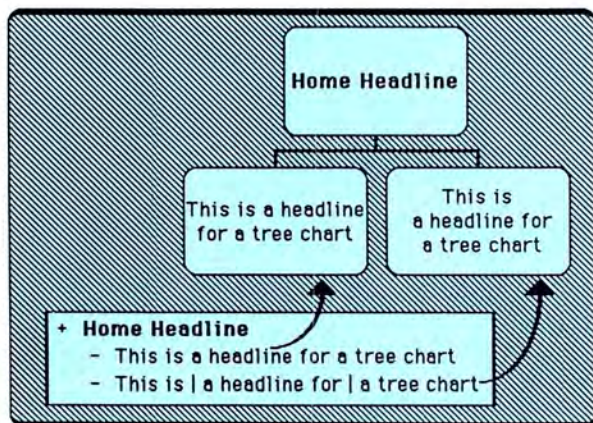 Home Headline
This is a headline
for a tree chart
This is
a headline for
a tree chart
+ Home Headline
- This is a headline for a tree chart
- This is | a headline for | a tree chart